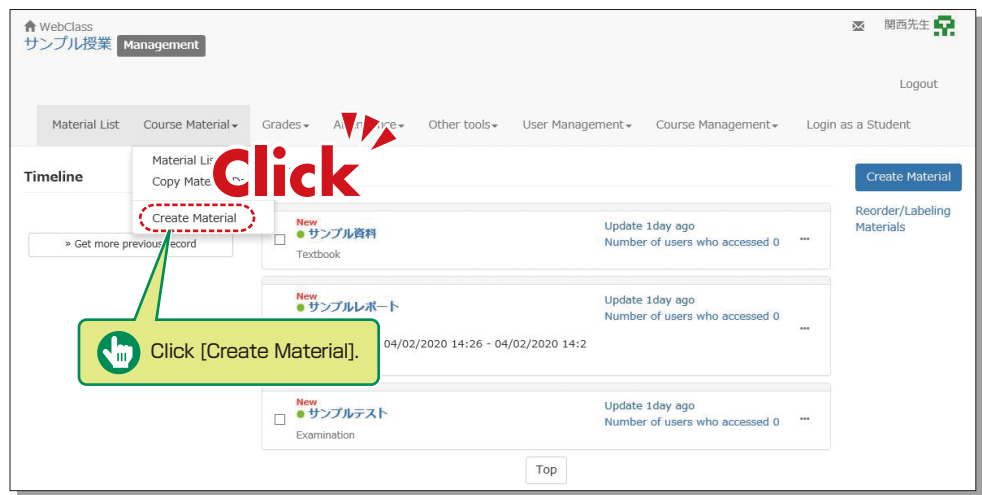 WebClass
関西先生
サンプル授業 Management
Logout
Material List Course Material Grades Other tools User Management Course Management Login as a Student
Click
Timeline
Material Copy
Create Material
Create Material
Reorder/Labeling
Materials
» Get more previous record
New
サンプル資料
Textbook
Update 1day ago
Number of users who accessed 0
...
New
サンプルレポート
Update 1day ago
Number of users who accessed 0
...
04/02/2020 14:26 - 04/02/2020 14:2
Click [Create Material].
New
サンプルテスト
Examination
Update 1day ago
Number of users who accessed 0
...
Top